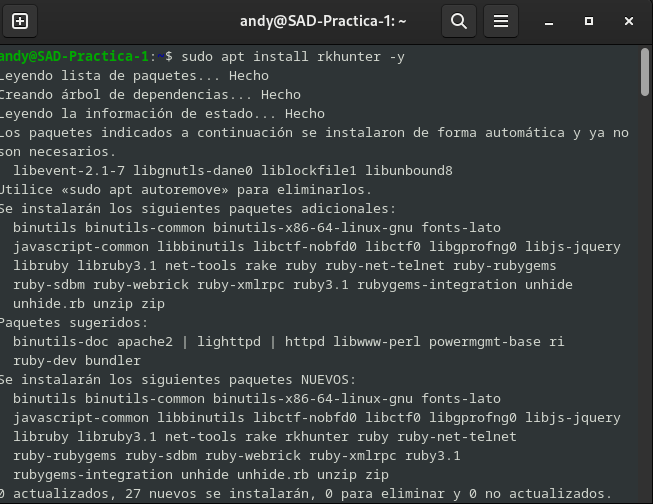 andy@SAD-Practica-1: ~
andy@SAD-Practica-1:~$ sudo apt install rkhunter -y
Leyendo lista de paquetes... Hecho
Creando árbol de dependencias... Hecho
Leyendo la información de estado... Hecho
Los paquetes indicados a continuación se instalaron de forma automática y ya no
son necesarios.
libevent-2.1-7 libgnutls-dane0 liblockfile1 libunbound8
Utilice «sudo apt autoremove» para eliminarlos.
Se instalarán los siguientes paquetes adicionales:
binutils binutils-common binutils-x86-64-linux-gnu fonts-lato
javascript-common libbinutils libctf-nobfd0 libctf0 libgprofng0 libjs-jquery
libruby libruby3.1 net-tools rake ruby ruby-net-telnet ruby-rubygems
ruby-sdbm ruby-webrick ruby-xmlrpc ruby3.1 rubygems-integration unhide
unhide.rb unzip zip
Paquetes sugeridos:
binutils-doc apache2 | lighttpd | httpd libwww-perl powermgmt-base ri
ruby-dev bundler
Se instalarán los siguientes paquetes NUEVOS:
binutils binutils-common binutils-x86-64-linux-gnu fonts-lato
javascript-common libbinutils libctf-nobfd0 libctf0 libgprofng0 libjs-jquery
libruby libruby3.1 net-tools rake rkhunter ruby ruby-net-telnet
ruby-rubygems ruby-sdbm ruby-webrick ruby-xmlrpc ruby3.1
rubygems-integration unhide unhide.rb unzip zip
0 actualizados, 27 nuevos se instalarán, 0 para eliminar y 0 no actualizados.